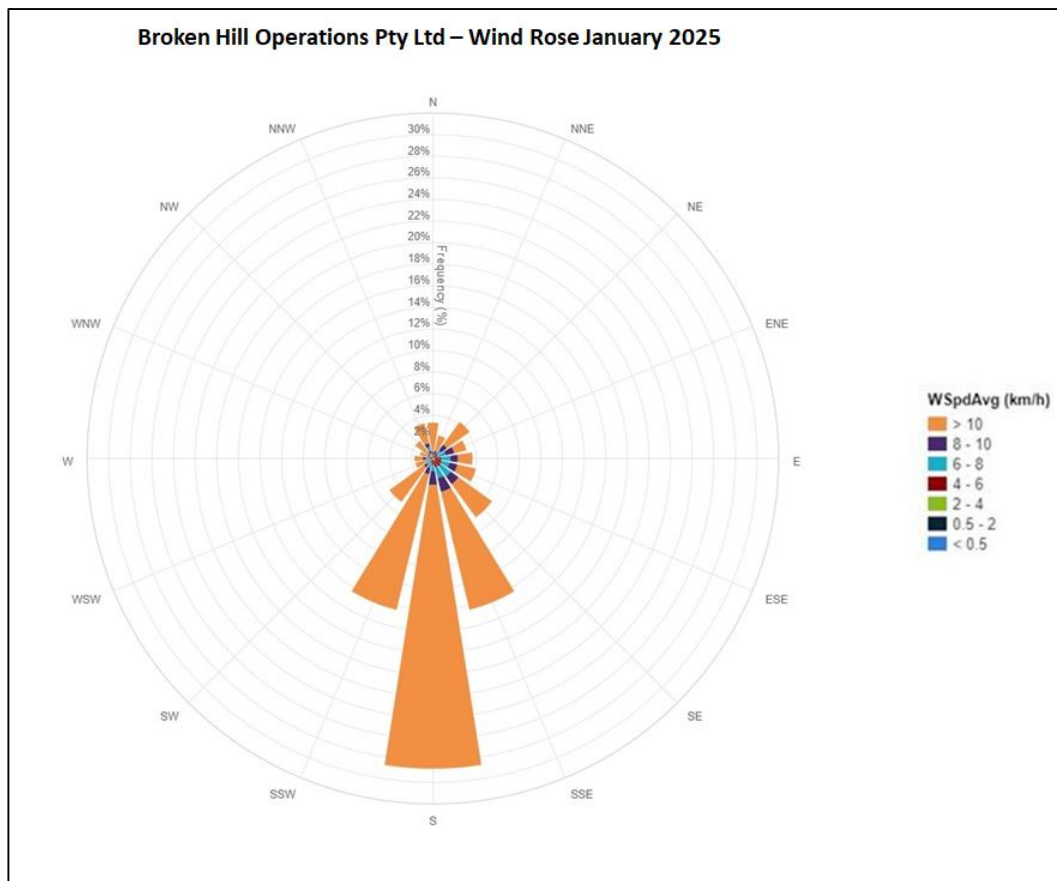 Broken Hill Operations Pty Ltd – Wind Rose January 2025
N
NNW
NNE
30%
28%
26%
24%
22%
20%
18%
16%
14%
12%
10%
8%
6%
4%
2%
Frequency (%)
NW
NE
WNW
ENE
W
E
WSW
ESE
SW
SE
SSW
SSE
S
WSpdAvg (km/h)
> 10
8 - 10
6 - 8
4 - 6
2 - 4
0.5 - 2
< 0.5